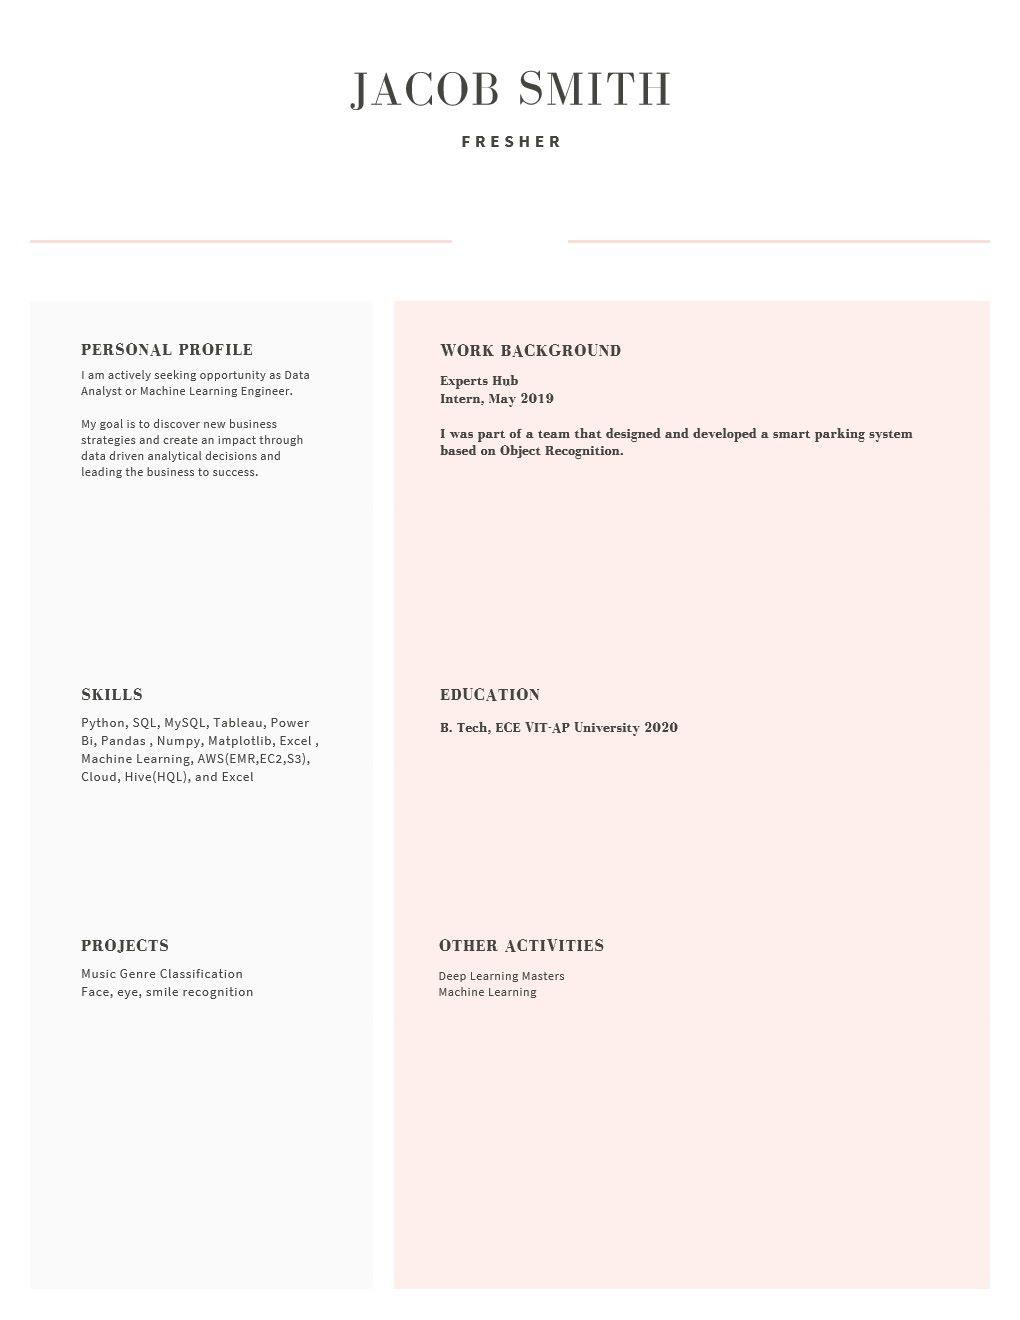 JACOB SMITH
FRESHER
PERSONAL PROFILE
I am actively seeking opportunity as Data
Analyst or Machine Learning Engineer.
My goal is to discover new business
strategies and create an impact through
data driven analytical decisions and
leading the business to success.
SKILLS
Python, SQL, MySQL, Tableau, Power
Bi, Pandas , Numpy, Matplotlib, Excel ,
Machine Learning, AWS(EMR,EC2,S3),
Cloud, Hive(HQL), and Excel
PROJECTS
Music Genre Classification
Face, eye, smile recognition
WORK BACKGROUND
Experts Hub
Intern, May 2019
I was part of a team that designed and developed a smart parking system
based on Object Recognition.
EDUCATION
B. Tech, ECE VIT-AP University 2020
OTHER ACTIVITIES
Deep Learning Masters
Machine Learning